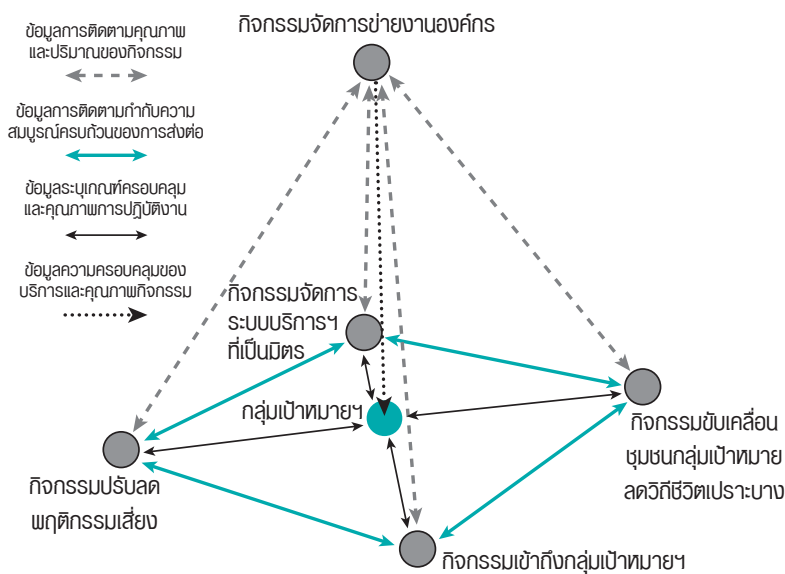 ข้อมูลการติดตามคุณภาพ
และปริมาณของกิจกรรม
ข้อมูลการติดตามกำกับความ
สมบูรณ์ครบถ้วนของการส่งต่อ
ข้อมูลระบุเกณฑ์ครอบคลุม
และคุณภาพการปฏิบัติงาน
ข้อมูลความครอบคลุมของ
บริการและคุณภาพกิจกรรม
กิจกรรมจัดการข่ายงานองค์กร
กิจกรรมจัดการ
ระบบบริการฯ
ที่เป็นมิตร
กลุ่มเป้าหมายฯ
กิจกรรมปรับลด
พฤติกรรมเสี่ยง
กิจกรรมขับเคลื่อน
ชุมชนกลุ่มเป้าหมาย
ลดวิถีชีวิตเปราะบาง
กิจกรรมเข้าถึงกลุ่มเป้าหมายฯ